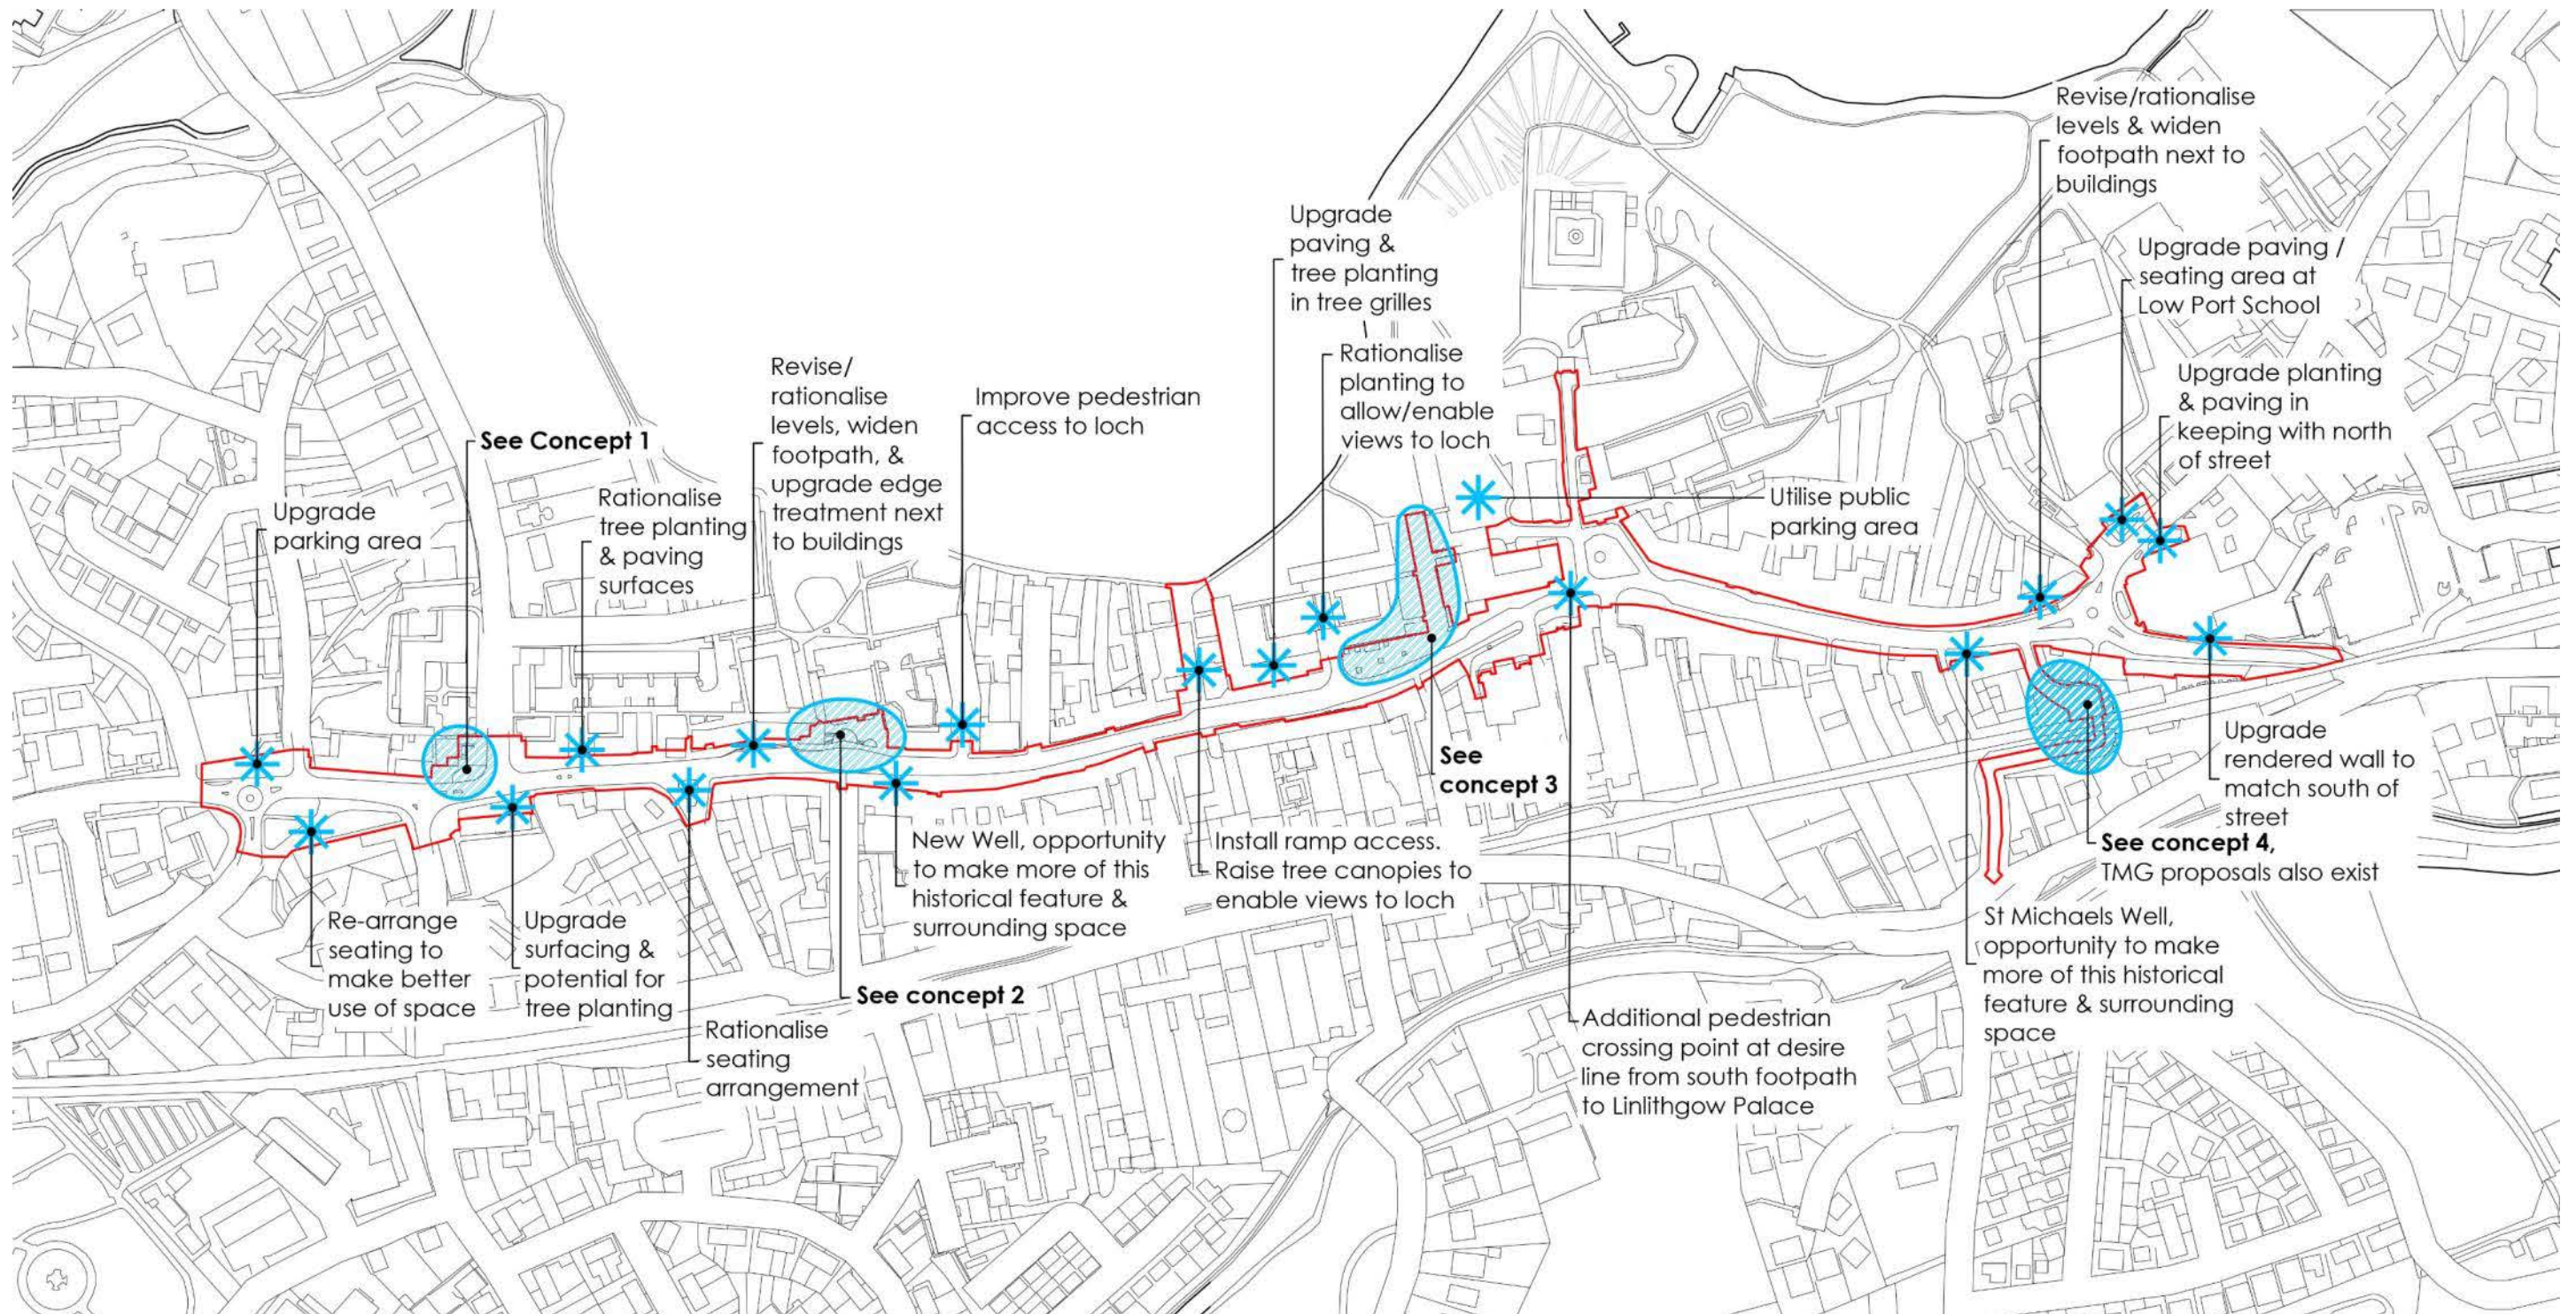 Revise/rationalise
levels & widen
footpath next to
buildings
Upgrade
paving &
tree planting
in tree grilles
Upgrade paving /
seating area at
Low Port School
Rationalise
planting to
allow/enable
views to loch
Revise/
rationalise
levels, widen
footpath, &
upgrade edge
treatment next
to buildings
Improve pedestrian
access to loch
Upgrade planting
& paving in
keeping with north
of street
See Concept 1
Rationalise
tree planting
& paving
surfaces
Utilise public
parking area
Upgrade
parking area
See
concept 3
Upgrade
rendered wall to
match south of
street
New Well, opportunity
to make more of this
historical feature &
surrounding space
Install ramp access.
Raise tree canopies to
enable views to loch
See concept 4,
TMG proposals also exist
Re-arrange
seating to
make better
use of space
Upgrade
surfacing &
potential for
tree planting
St Michaels Well,
opportunity to make
more of this historical
feature & surrounding
space
See concept 2
Rationalise
seating
arrangement
Additional pedestrian
crossing point at desire
line from south footpath
to Linlithgow Palace